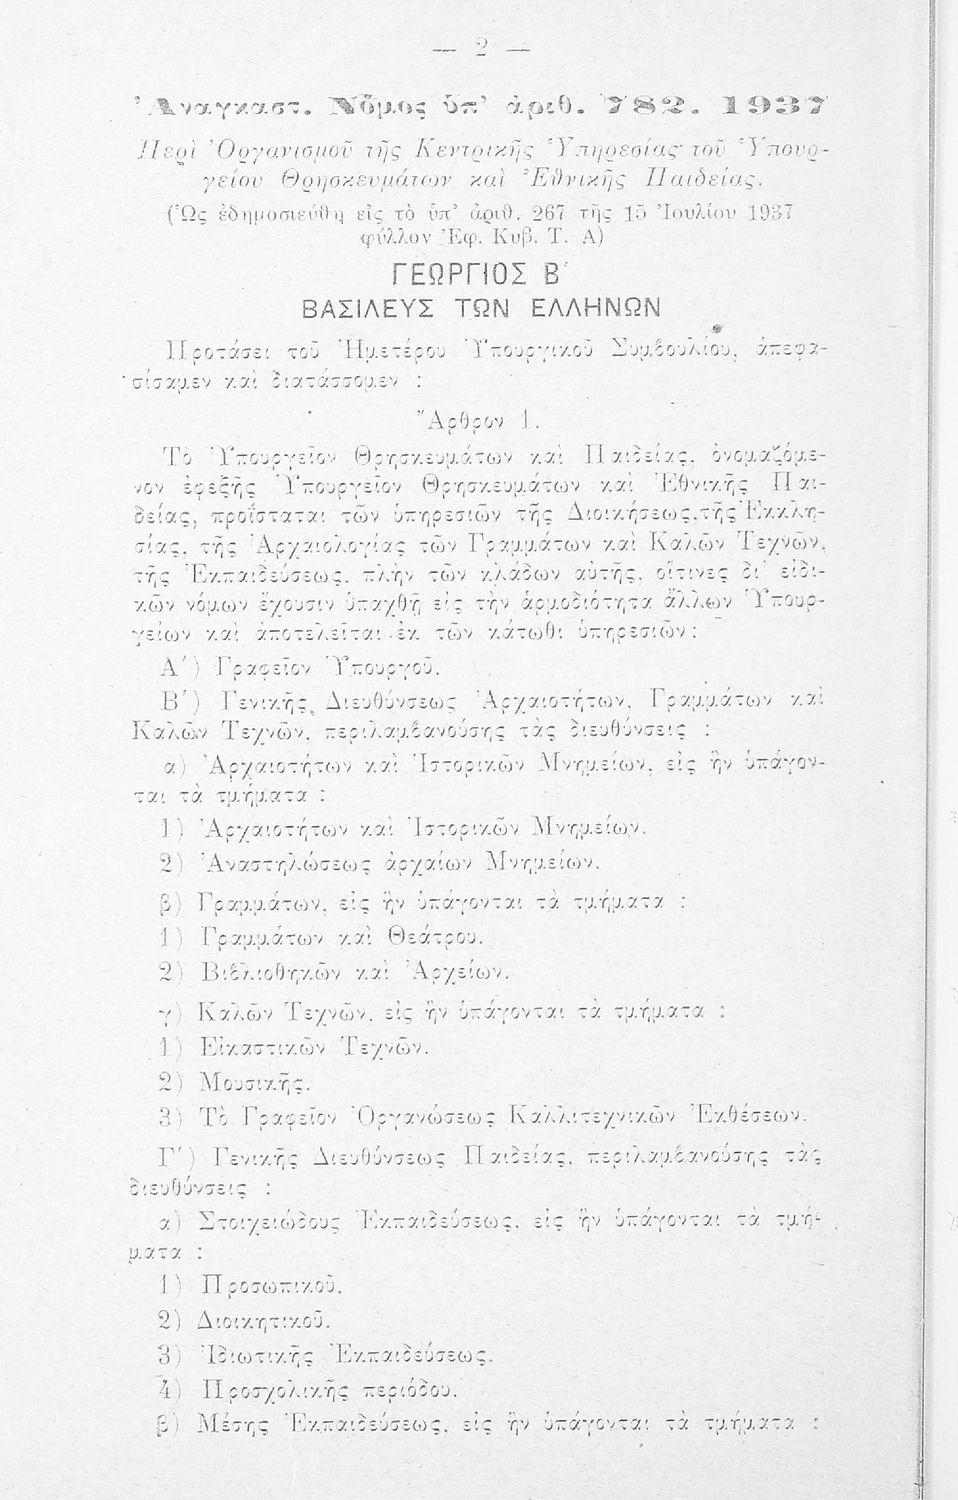 — 2 —
Ἀναγκαστ. Νόμος ὑπ’ ἀριθ. 782. 1937
Περὶ Ὀργανισμοῦ τῆς Κεντρικῆς Ὑπηρεσίας τοῦ Ὑπουρ-
γείου Θρησκευμάτων καὶ Ἐθνικῆς Παιδείας.
(Ὡς ἐδημοσιεύθη εἰς τὸ ὑπ’ ἀριθ. 267 τῆς 15 Ἰουλίου 1937
φύλλον Ἐφ. Κυβ. Τ. Α)
ΓΕΩΡΓΙΟΣ Β΄
ΒΑΣΙΛΕΥΣ ΤΩΝ ΕΛΛΗΝΩΝ
Προτάσει τοῦ Ἡμετέρου Ὑπουργικοῦ Συμβουλίου, ἀπεφα-
σίσαμεν καὶ διατάσσομεν :
Ἄρθρον 1.
Τὸ Ὑπουργεῖον Θρησκευμάτων καὶ Παιδείας, ὀνομαζόμε-
νον ἐφεξῆς Ὑπουργεῖον Θρησκευμάτων καὶ Ἐθνικῆς Παι-
δείας, προΐσταται τῶν ὑπηρεσιῶν τῆς Διοικήσεως, τῆς Ἐκκλη-
σίας, τῆς Ἀρχαιολογίας τῶν Γραμμάτων καὶ Καλῶν Τεχνῶν,
τῆς Ἐκπαιδεύσεως, πλὴν τῶν κλάδων αὐτῆς, οἵτινες δι’ εἰδι-
κῶν νόμων ἔχουσιν ὑπαχθῇ εἰς τὴν ἁρμοδιότητα ἄλλων Ὑπουρ-
γείων καὶ ἀποτελεῖται ἐκ τῶν κάτωθι ὑπηρεσιῶν :
Α΄) Γραφεῖον Ὑπουργοῦ.
Β΄) Γενικῆς Διευθύνσεως Ἀρχαιοτήτων, Γραμμάτων καὶ
Καλῶν Τεχνῶν, περιλαμβανούσης τὰς διευθύνσεις :
α) Ἀρχαιοτήτων καὶ Ἱστορικῶν Μνημείων, εἰς ἣν ὑπάγον-
ται τὰ τμήματα :
1) Ἀρχαιοτήτων καὶ Ἱστορικῶν Μνημείων.
2) Ἀναστηλώσεως ἀρχαίων Μνημείων.
β) Γραμμάτων, εἰς ἣν ὑπάγονται τὰ τμήματα :
1) Γραμμάτων καὶ Θεάτρου.
2) Βιβλιοθηκῶν καὶ Ἀρχείων.
γ) Καλῶν Τεχνῶν, εἰς ἣν ὑπάγονται τὰ τμήματα :
1) Εἰκαστικῶν Τεχνῶν.
2) Μουσικῆς.
3) Τὸ Γραφεῖον Ὀργανώσεως Καλλιτεχνικῶν Ἐκθέσεων.
Γ΄) Γενικῆς Διευθύνσεως Παιδείας, περιλαμβανούσης τὰς
διευθύνσεις :
α) Στοιχειώδους Ἐκπαιδεύσεως, εἰς ἣν ὑπάγονται τὰ τμή-
ματα :
1) Προσωπικοῦ.
2) Διοικητικοῦ.
3) Ἰδιωτικῆς Ἐκπαιδεύσεως.
4) Προσχολικῆς περιόδου.
β) Μέσης Ἐκπαιδεύσεως, εἰς ἣν ὑπάγονται τὰ τμήματα :